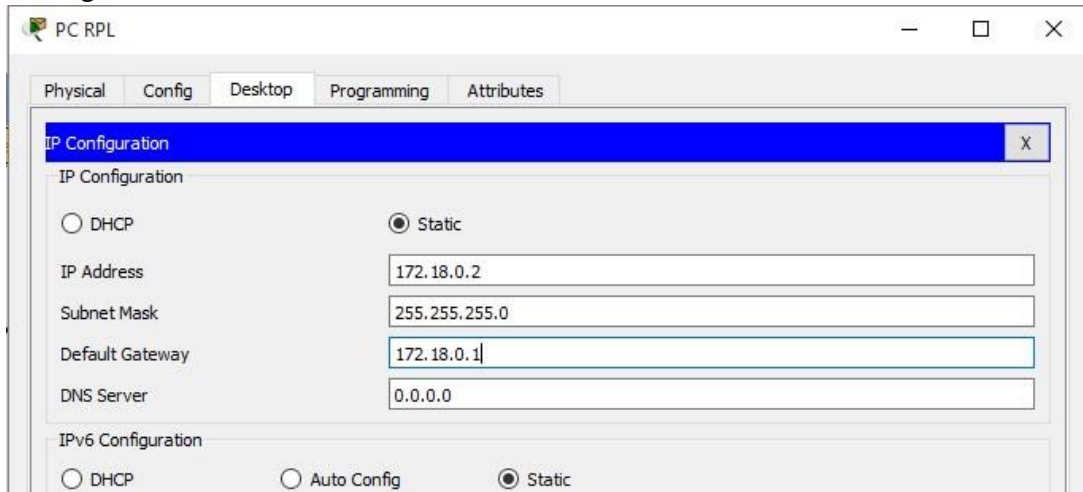 PC RPL
Physical Config Desktop Programming Attributes
IP Configuration X
IP Configuration
DHCP Static
IP Address 172.18.0.2
Subnet Mask 255.255.255.0
Default Gateway 172.18.0.1
DNS Server 0.0.0.0
IPv6 Configuration
DHCP Auto Config Static